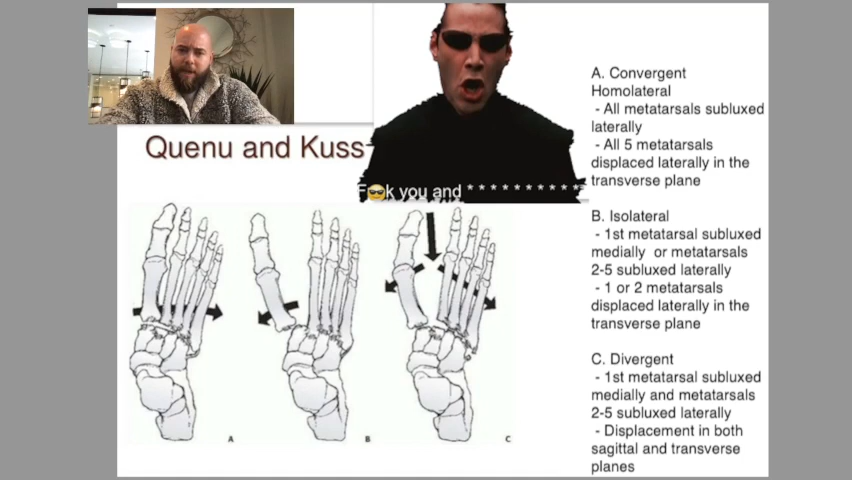 Quenu and Kuss
F😎k you and * * * * * * * * * * *
A
B
C
A. Convergent
Homolateral
- All metatarsals subluxed
laterally
- All 5 metatarsals
displaced laterally in the
transverse plane
B. Isolateral
- 1st metatarsal subluxed
medially or metatarsals
2-5 subluxed laterally
- 1 or 2 metatarsals
displaced laterally in the
transverse plane
C. Divergent
- 1st metatarsal subluxed
medially and metatarsals
2-5 subluxed laterally
- Displacement in both
sagittal and transverse
planes